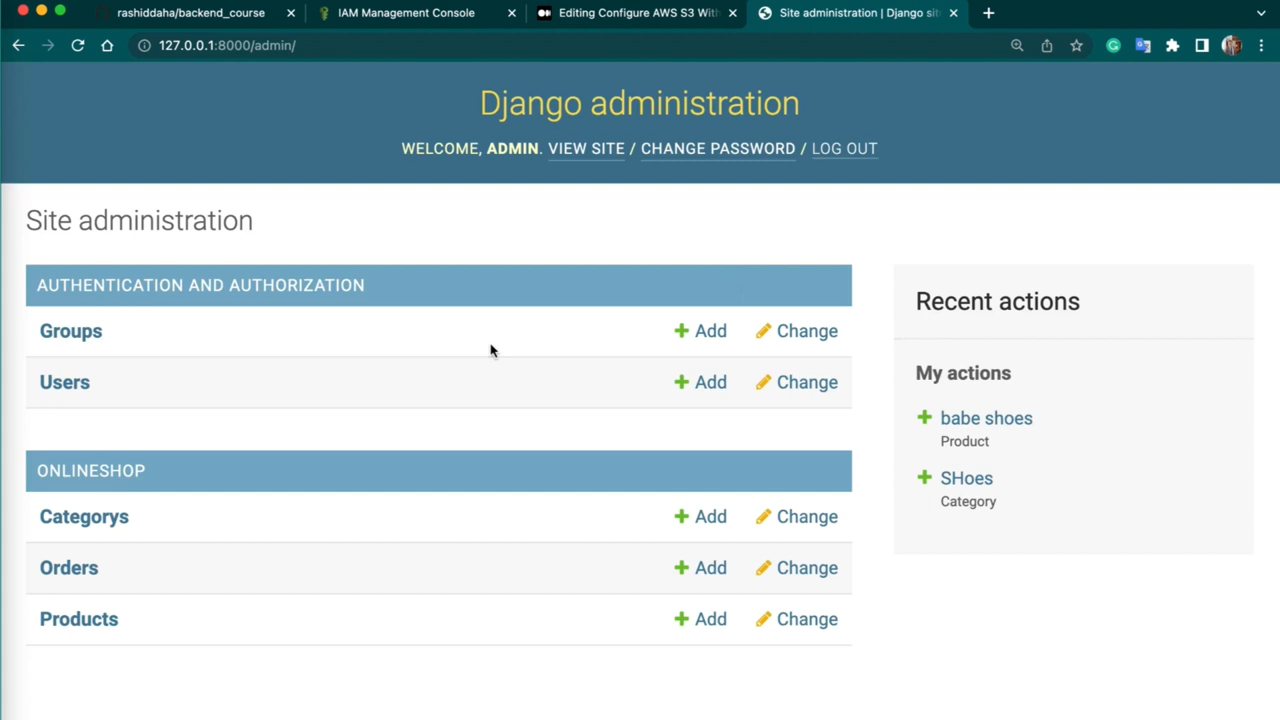 rashiddaha/backend_course
IAM Management Console
Editing Configure AWS S3 With
Site administration | Django sit
127.0.0.1:8000/admin/
Django administration
WELCOME, ADMIN. VIEW SITE / CHANGE PASSWORD / LOG OUT
Site administration
AUTHENTICATION AND AUTHORIZATION
Groups Add Change
Users Add Change
ONLINESHOP
Categorys Add Change
Orders Add Change
Products Add Change
Recent actions
My actions
babe shoes
Product
SHoes
Category